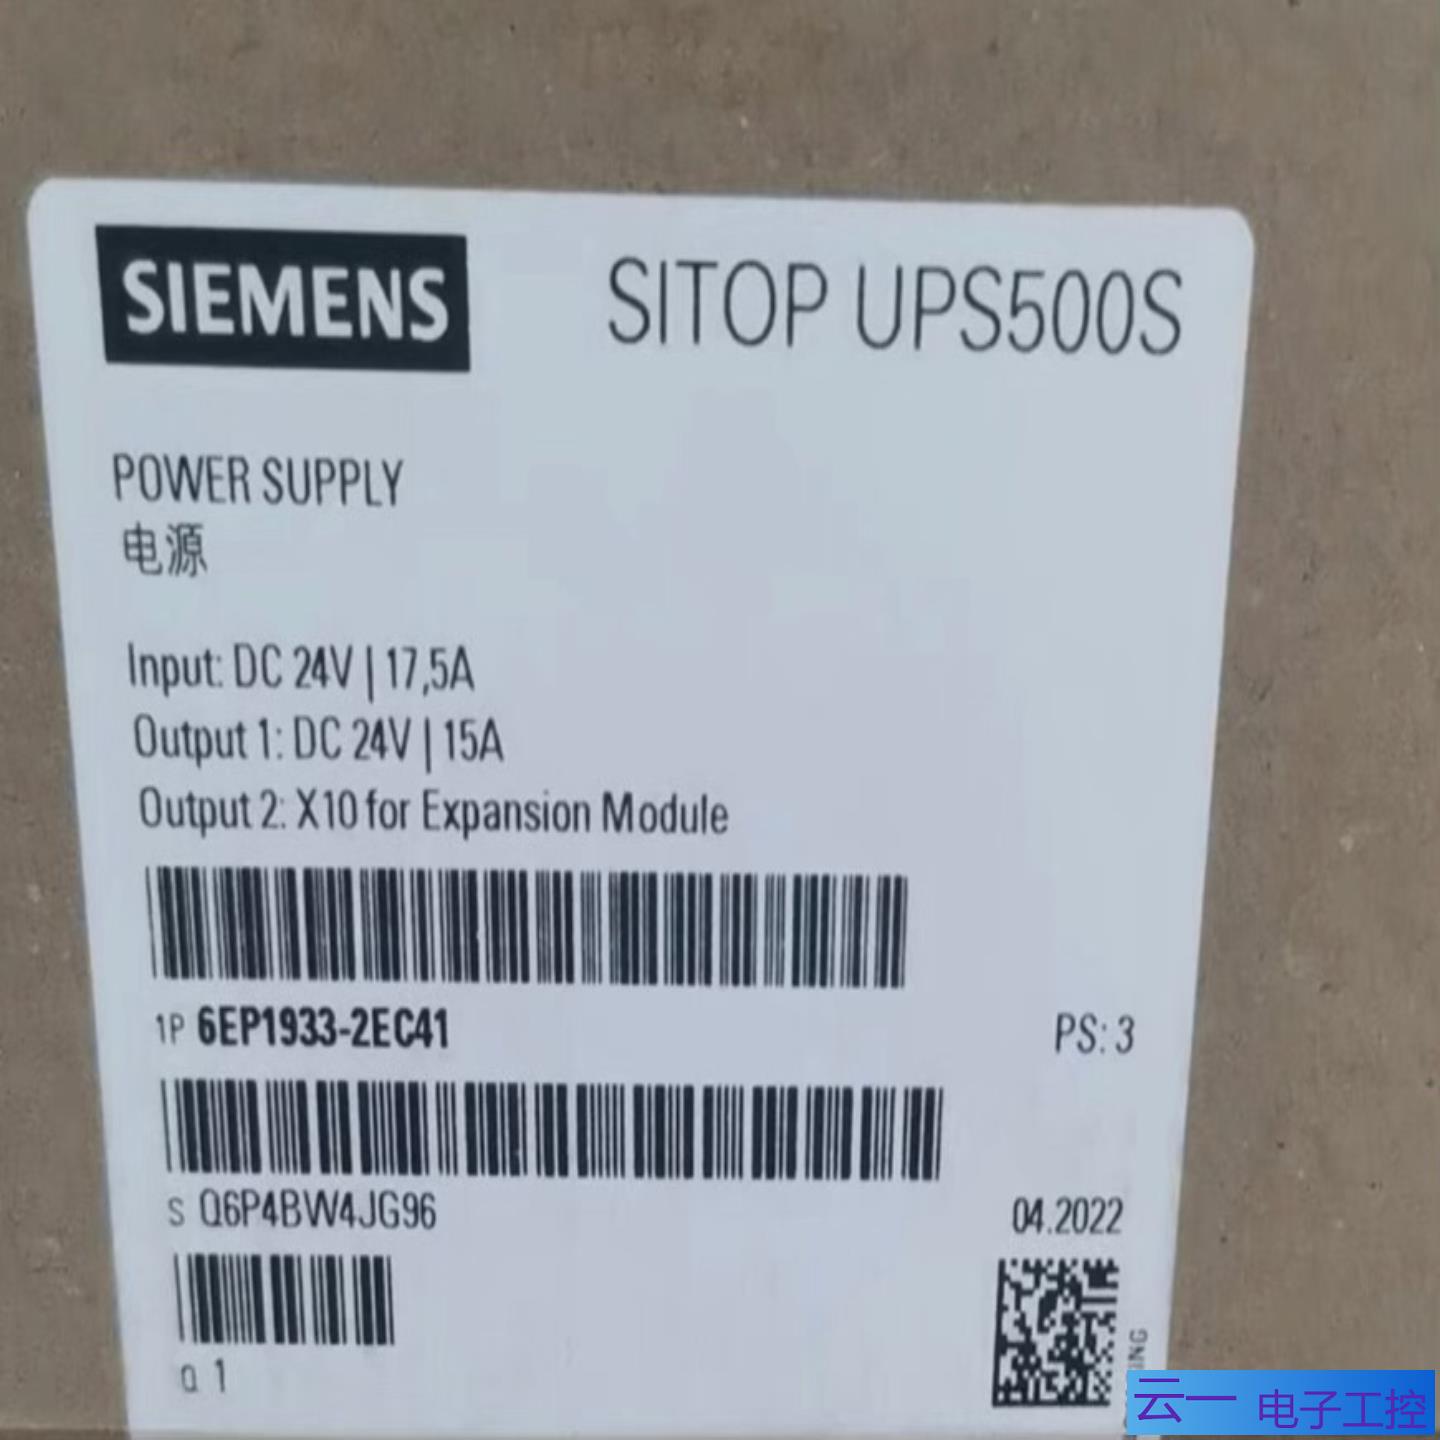 SIEMENS
SITOP UPS500S
POWER SUPPLY
电源
Input: DC 24V | 17,5A
Output 1: DC 24V | 15A
Output 2: X10 for Expansion Module
1P 6EP1933-2EC41
PS: 3
S Q6P4BW4JG96
04.2022
Q 1
云一 电子工控